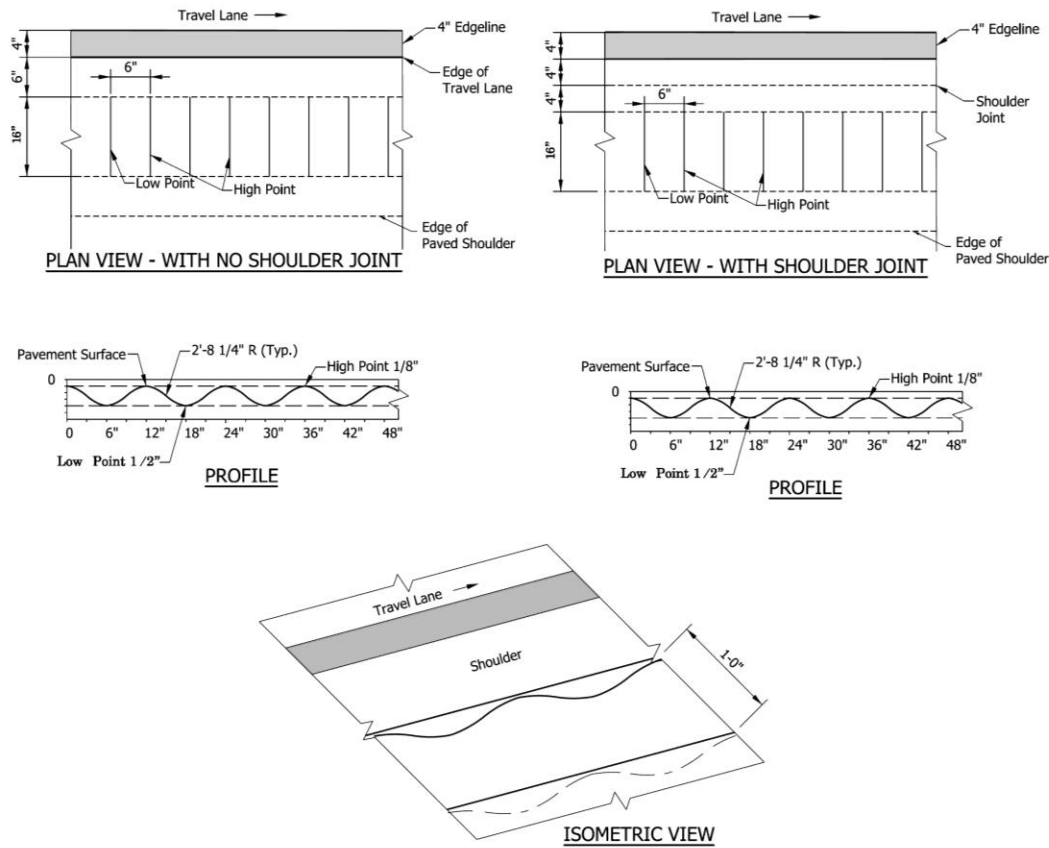 Travel Lane
4" Edgeline
4"
6"
6"
Edge of
Travel Lane
16"
Low Point
High Point
Edge of
Paved Shoulder
PLAN VIEW - WITH NO SHOULDER JOINT
Travel Lane
4" Edgeline
4"
4"
4"
6"
Shoulder
Joint
16"
Low Point
High Point
Edge of
Paved Shoulder
PLAN VIEW - WITH SHOULDER JOINT
Pavement Surface
2'-8 1/4" R (Typ.)
High Point 1/8"
0
0 6" 12" 18" 24" 30" 36" 42" 48"
Low Point 1/2"
PROFILE
Pavement Surface
2'-8 1/4" R (Typ.)
High Point 1/8"
0
0 6" 12" 18" 24" 30" 36" 42" 48"
Low Point 1/2"
PROFILE
Travel Lane
Shoulder
1-0"
ISOMETRIC VIEW